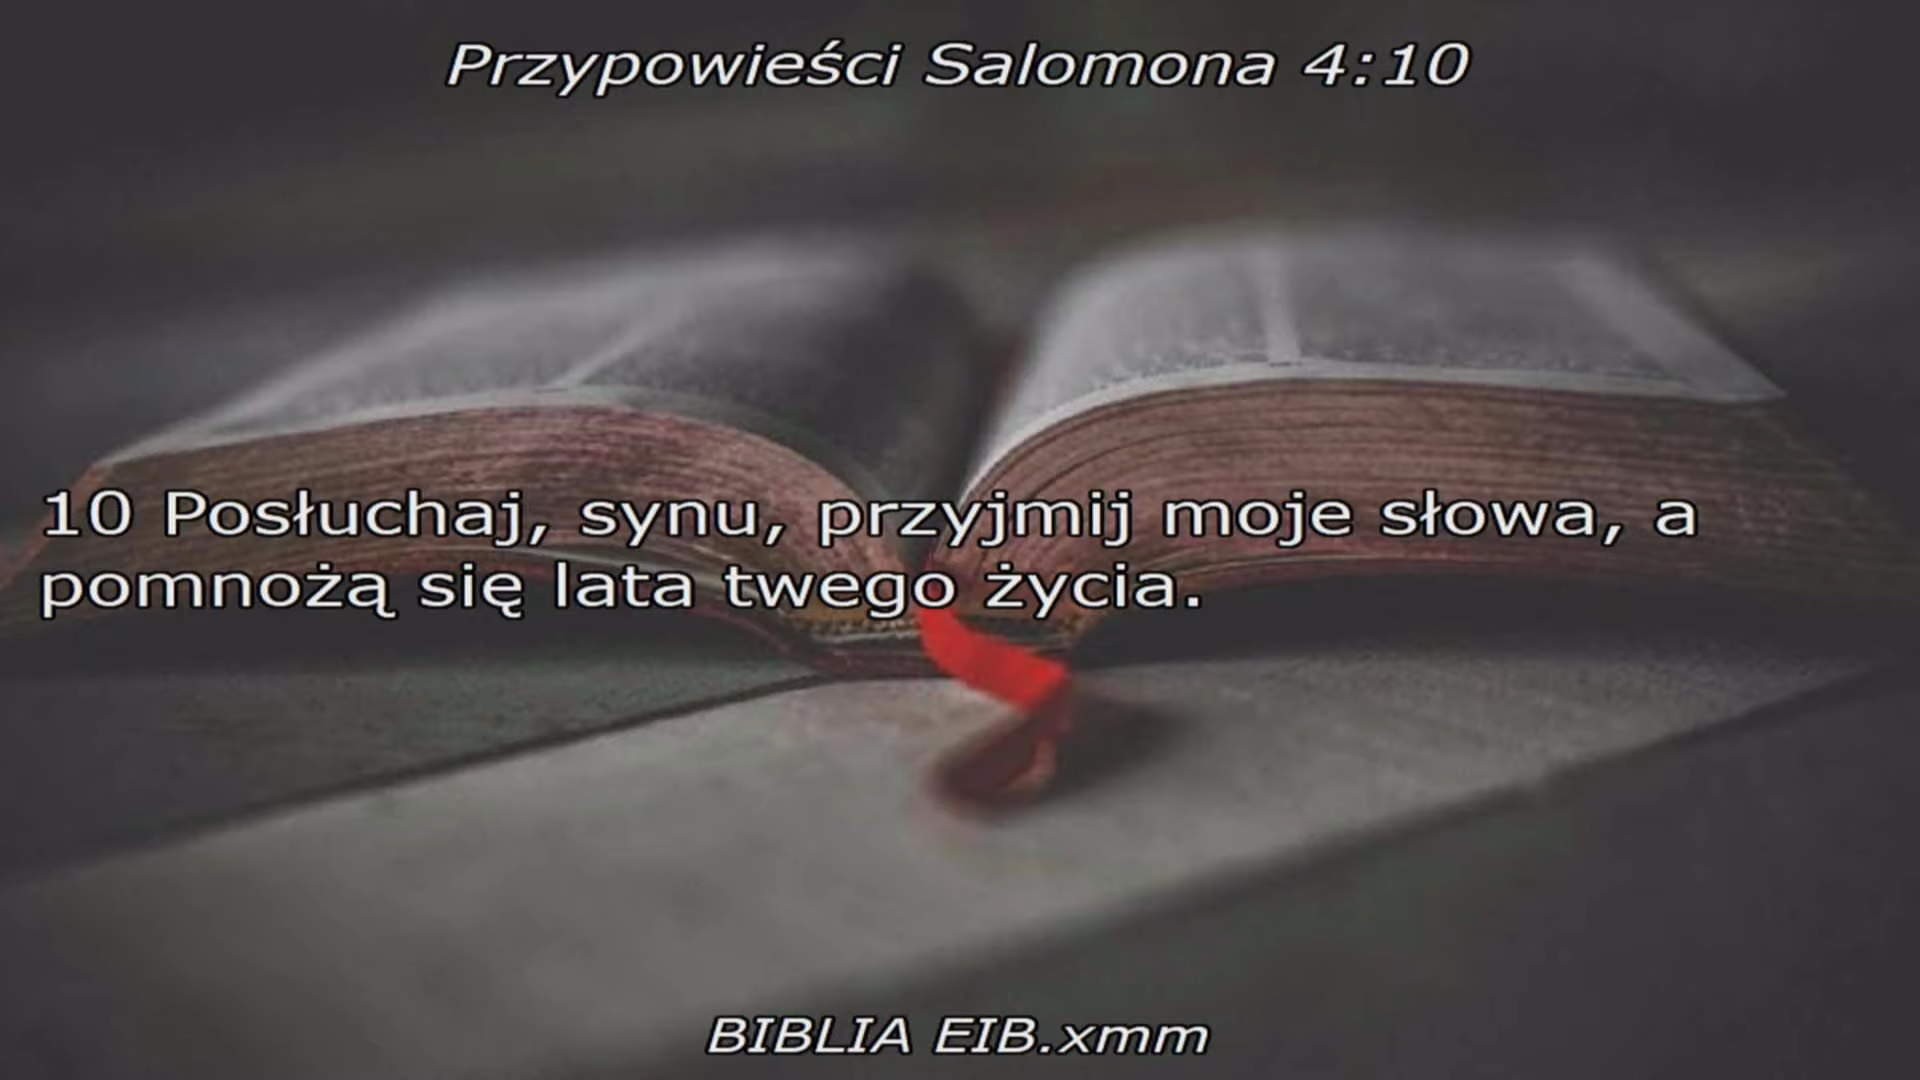 Przypowieści Salomona 4:10
10 Posłuchaj, synu, przyjmij moje słowa, a
pomnożą się lata twego życia.
BIBLIA EIB.xmm